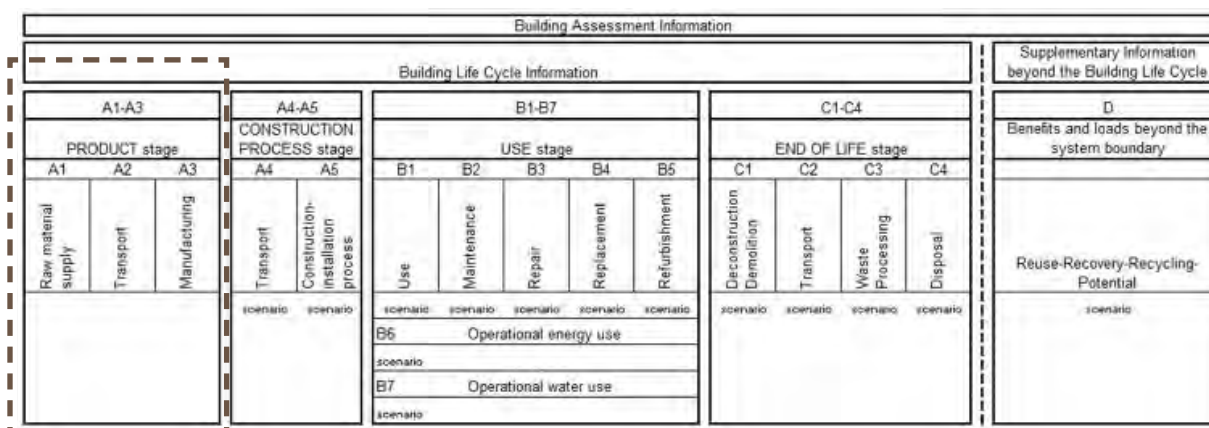 Building Assessment Information
Building Life Cycle Information
Supplementary Information
beyond the Building Life Cycle
A1-A3
PRODUCT stage
A4-A5
CONSTRUCTION
PROCESS stage
B1-B7
USE stage
C1-C4
END OF LIFE stage
D
Benefits and loads beyond the
system boundary
A1 A2 A3 A4 A5 B1 B2 B3 B4 B5 C1 C2 C3 C4
Raw material
supply
Transport
Manufacturing
Transport
Construction-
installation
process
Use
Maintenance
Repair
Replacement
Refurbishment
Deconstruction
Demolition
Transport
Waste
Processing
Disposal
Reuse-Recovery-Recycling-
Potential
scenario scenario scenario scenario scenario scenario scenario scenario scenario scenario scenario scenario
B6 Operational energy use
scenario
B7 Operational water use
scenario